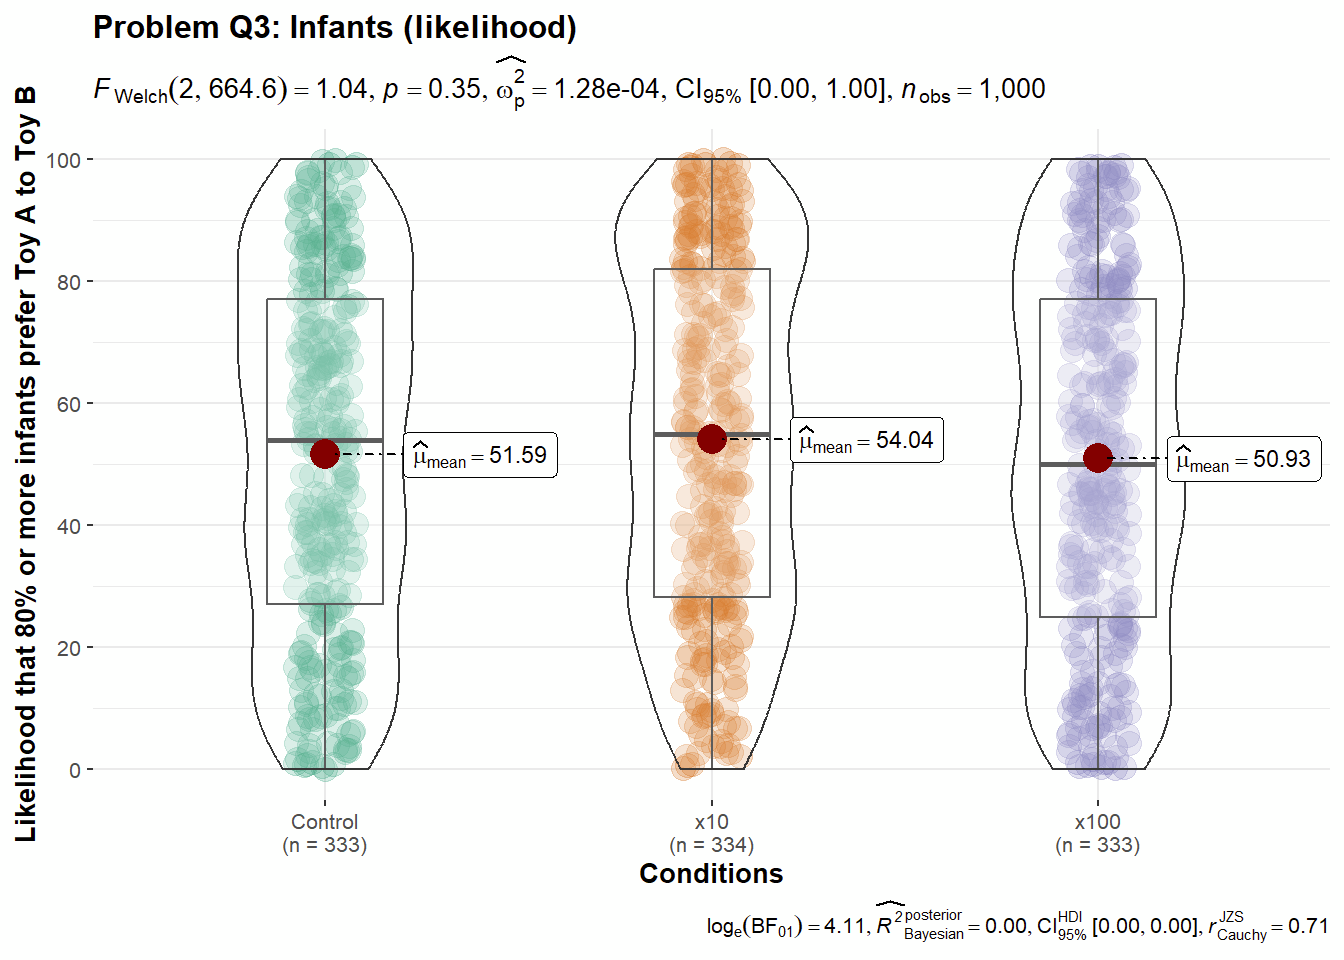 Problem Q3: Infants (likelihood)
F Welch(2, 664.6) = 1.04, p = 0.35, ω̂²p = 1.28e-04, CI95% [0.00, 1.00], nobs = 1,000
Likelihood that 80% or more infants prefer Toy A to Toy B
100
80
60
40
20
0
μ̂mean = 51.59
μ̂mean = 54.04
μ̂mean = 50.93
Control
(n = 333)
x10
(n = 334)
x100
(n = 333)
Conditions
loge(BF01) = 4.11, R̂² posterior Bayesian = 0.00, CI HDI 95% [0.00, 0.00], r JZS Cauchy = 0.71